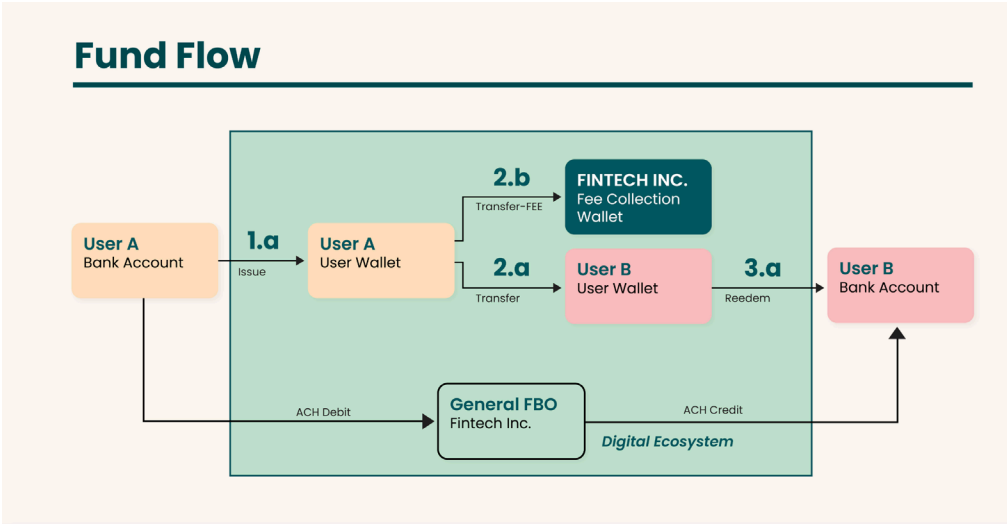 Fund Flow
2.b
Transfer-FEE
FINTECH INC.
Fee Collection
Wallet
User A
Bank Account
1.a
Issue
User A
User Wallet
2.a
Transfer
User B
User Wallet
3.a
Reedem
User B
Bank Account
ACH Debit
General FBO
Fintech Inc.
ACH Credit
Digital Ecosystem